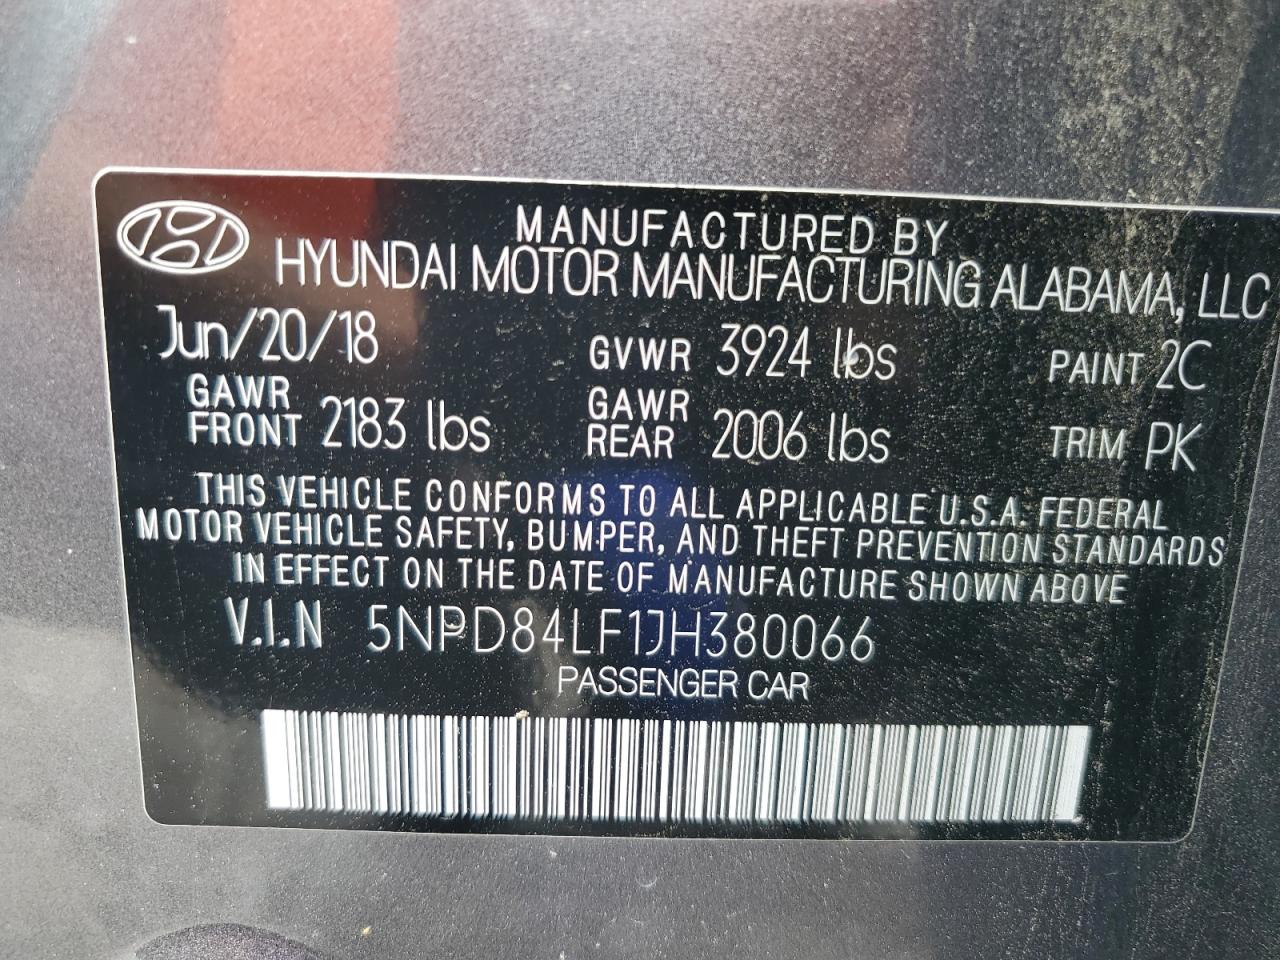 MANUFACTURED BY
HYUNDAI MOTOR MANUFACTURING ALABAMA, LLC
Jun/20/18 GVWR 3924 lbs PAINT 2C
GAWR FRONT 2183 lbs GAWR REAR 2006 lbs TRIM PK
THIS VEHICLE CONFORMS TO ALL APPLICABLE U.S.A. FEDERAL
MOTOR VEHICLE SAFETY, BUMPER, AND THEFT PREVENTION STANDARDS
IN EFFECT ON THE DATE OF MANUFACTURE SHOWN ABOVE
V.I.N 5NPD84LF1JH380066
PASSENGER CAR